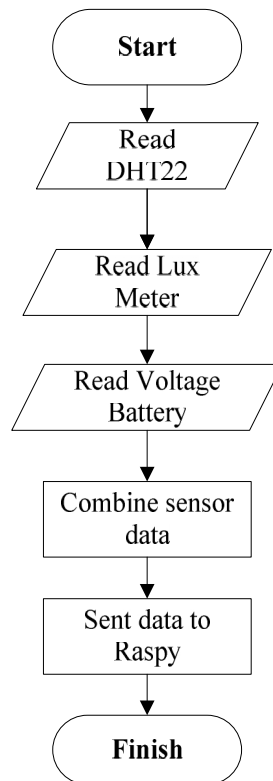 Start
Read
DHT22
Read Lux
Meter
Read Voltage
Battery
Combine sensor
data
Sent data to
Raspy
Finish